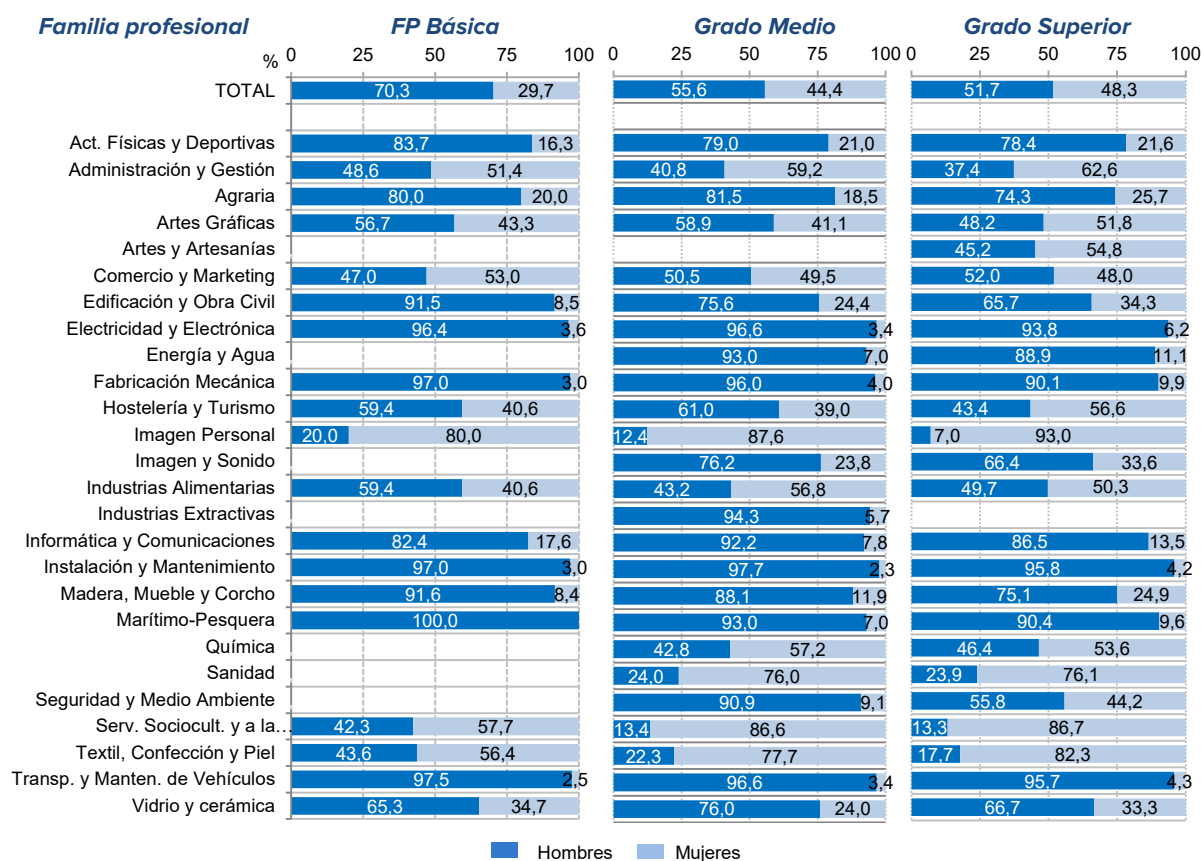 Familia profesional FP Básica Grado Medio Grado Superior
% 0 25 50 75 100 0 25 50 75 100 0 25 50 75 100
TOTAL 70,3 29,7 55,6 44,4 51,7 48,3
Act. Físicas y Deportivas 83,7 16,3 79,0 21,0 78,4 21,6
Administración y Gestión 48,6 51,4 40,8 59,2 37,4 62,6
Agraria 80,0 20,0 81,5 18,5 74,3 25,7
Artes Gráficas 56,7 43,3 58,9 41,1 48,2 51,8
Artes y Artesanías 45,2 54,8
Comercio y Marketing 47,0 53,0 50,5 49,5 52,0 48,0
Edificación y Obra Civil 91,5 8,5 75,6 24,4 65,7 34,3
Electricidad y Electrónica 96,4 3,6 96,6 3,4 93,8 6,2
Energía y Agua 93,0 7,0 88,9 11,1
Fabricación Mecánica 97,0 3,0 96,0 4,0 90,1 9,9
Hostelería y Turismo 59,4 40,6 61,0 39,0 43,4 56,6
Imagen Personal 20,0 80,0 12,4 87,6 7,0 93,0
Imagen y Sonido 76,2 23,8 66,4 33,6
Industrias Alimentarias 59,4 40,6 43,2 56,8 49,7 50,3
Industrias Extractivas 94,3 5,7
Informática y Comunicaciones 82,4 17,6 92,2 7,8 86,5 13,5
Instalación y Mantenimiento 97,0 3,0 97,7 2,3 95,8 4,2
Madera, Mueble y Corcho 91,6 8,4 88,1 11,9 75,1 24,9
Marítimo-Pesquera 100,0 93,0 7,0 90,4 9,6
Química 42,8 57,2 46,4 53,6
Sanidad 24,0 76,0 23,9 76,1
Seguridad y Medio Ambiente 90,9 9,1 55,8 44,2
Serv. Sociocult. y a la… 42,3 57,7 13,4 86,6 13,3 86,7
Textil, Confección y Piel 43,6 56,4 22,3 77,7 17,7 82,3
Transp. y Manten. de Vehículos 97,5 2,5 96,6 3,4 95,7 4,3
Vidrio y cerámica 65,3 34,7 76,0 24,0 66,7 33,3
Hombres Mujeres